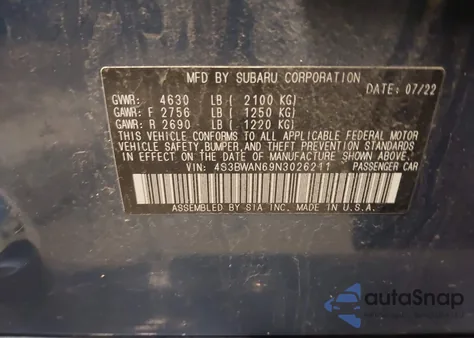 MFD BY SUBARU CORPORATION
DATE: 07/22
GVWR: 4630 LB ( 2100 KG)
GAWR: F 2756 LB ( 1250 KG)
GAWR: R 2690 LB ( 1220 KG)
THIS VEHICLE CONFORMS TO ALL APPLICABLE FEDERAL MOTOR
VEHICLE SAFETY, BUMPER, AND THEFT PREVENTION STANDARDS
IN EFFECT ON THE DATE OF MANUFACTURE SHOWN ABOVE.
VIN: 4S3BWAN69N3026211 PASSENGER CAR
ASSEMBLED BY SIA INC. MADE IN U.S.A.
autoSnap